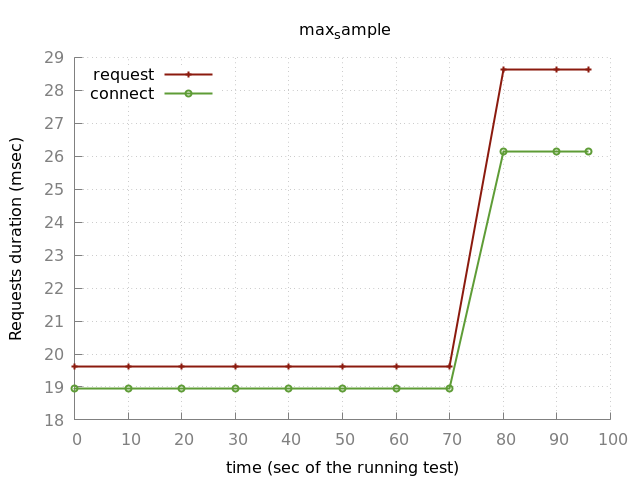 maxsample
request
connect
Requests duration (msec)
29
28
27
26
25
24
23
22
21
20
19
18
0 10 20 30 40 50 60 70 80 90 100
time (sec of the running test)